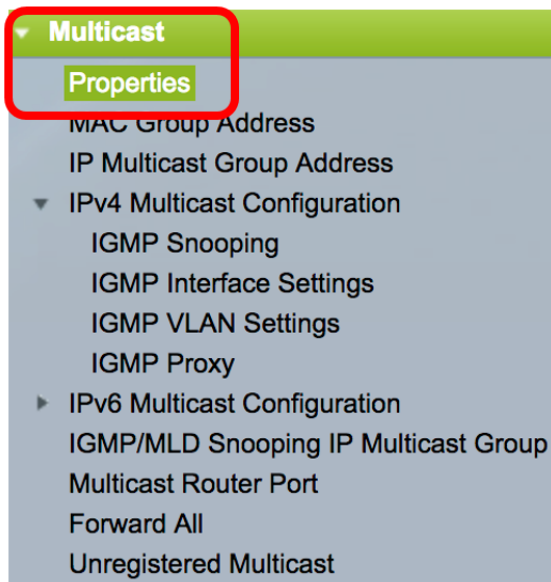 Multicast
Properties
MAC Group Address
IP Multicast Group Address
IPv4 Multicast Configuration
IGMP Snooping
IGMP Interface Settings
IGMP VLAN Settings
IGMP Proxy
IPv6 Multicast Configuration
IGMP/MLD Snooping IP Multicast Group
Multicast Router Port
Forward All
Unregistered Multicast